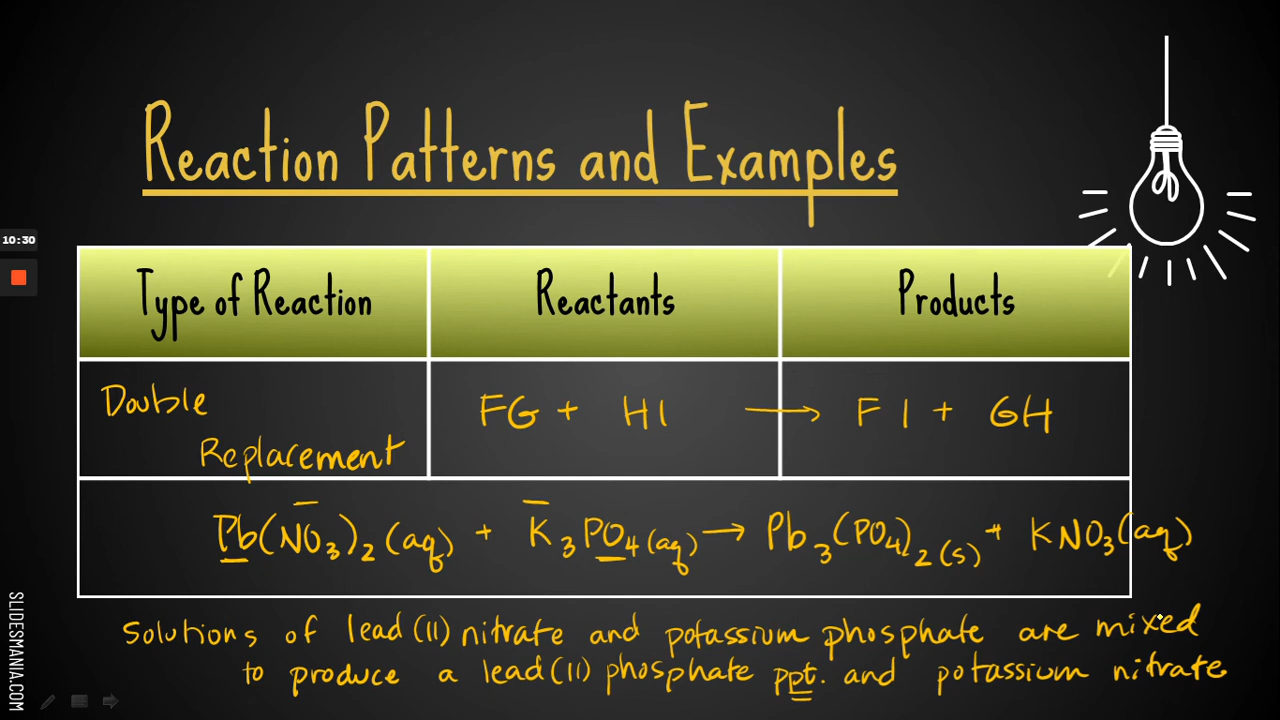 Reaction Patterns and Examples
10:30
Type of Reaction
Reactants
Products
Double
Replacement
FG + HI → FI + GH
Pb(NO₃)₂(aq) + K₃PO₄(aq) → Pb₃(PO₄)₂(s) + KNO₃(aq)
Solutions of lead(II) nitrate and potassium phosphate are mixed
to produce a lead(II) phosphate ppt. and potassium nitrate
SLIDESMANIA.COM